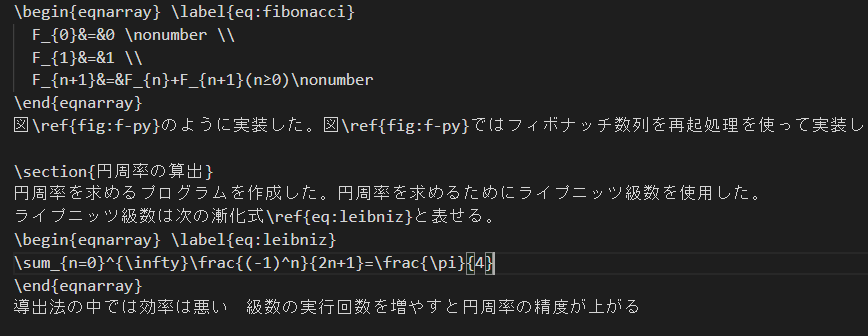 \begin{eqnarray} \label{eq:fibonacci}
F_{0}&=&0 \nonumber \\
F_{1}&=&1 \\
F_{n+1}&=&F_{n}+F_{n+1}(n≥0)\nonumber
\end{eqnarray}
図\ref{fig:f-py}のように実装した。図\ref{fig:f-py}ではフィボナッチ数列を再起処理を使って実装し
\section{円周率の算出}
円周率を求めるプログラムを作成した。円周率を求めるためにライプニッツ級数を使用した。
ライプニッツ級数は次の漸化式\ref{eq:leibniz}と表せる。
\begin{eqnarray} \label{eq:leibniz}
\sum_{n=0}^{\infty}\frac{(-1)^n}{2n+1}=\frac{\pi}{4}
\end{eqnarray}
導出法の中では効率は悪い　級数の実行回数を増やすと円周率の精度が上がる